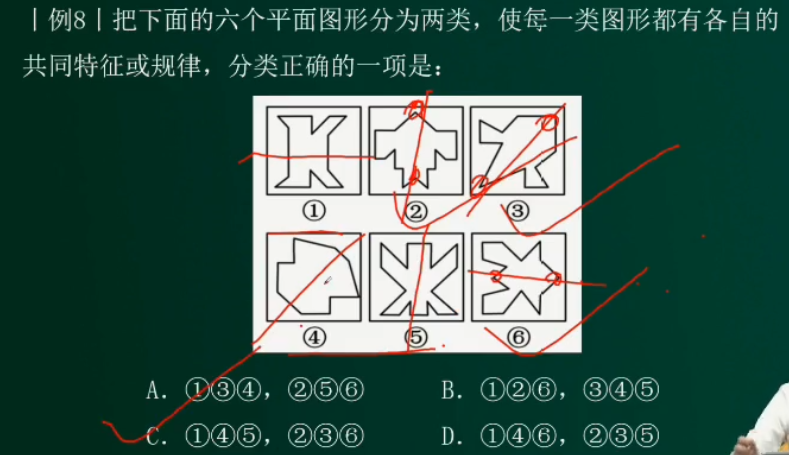 ｜例8｜把下面的六个平面图形分为两类，使每一类图形都有各自的
共同特征或规律，分类正确的一项是：
① ② ③
④ ⑤ ⑥
A. ①③④，②⑤⑥ B. ①②⑥，③④⑤
C. ①④⑤，②③⑥ D. ①④⑥，②③⑤